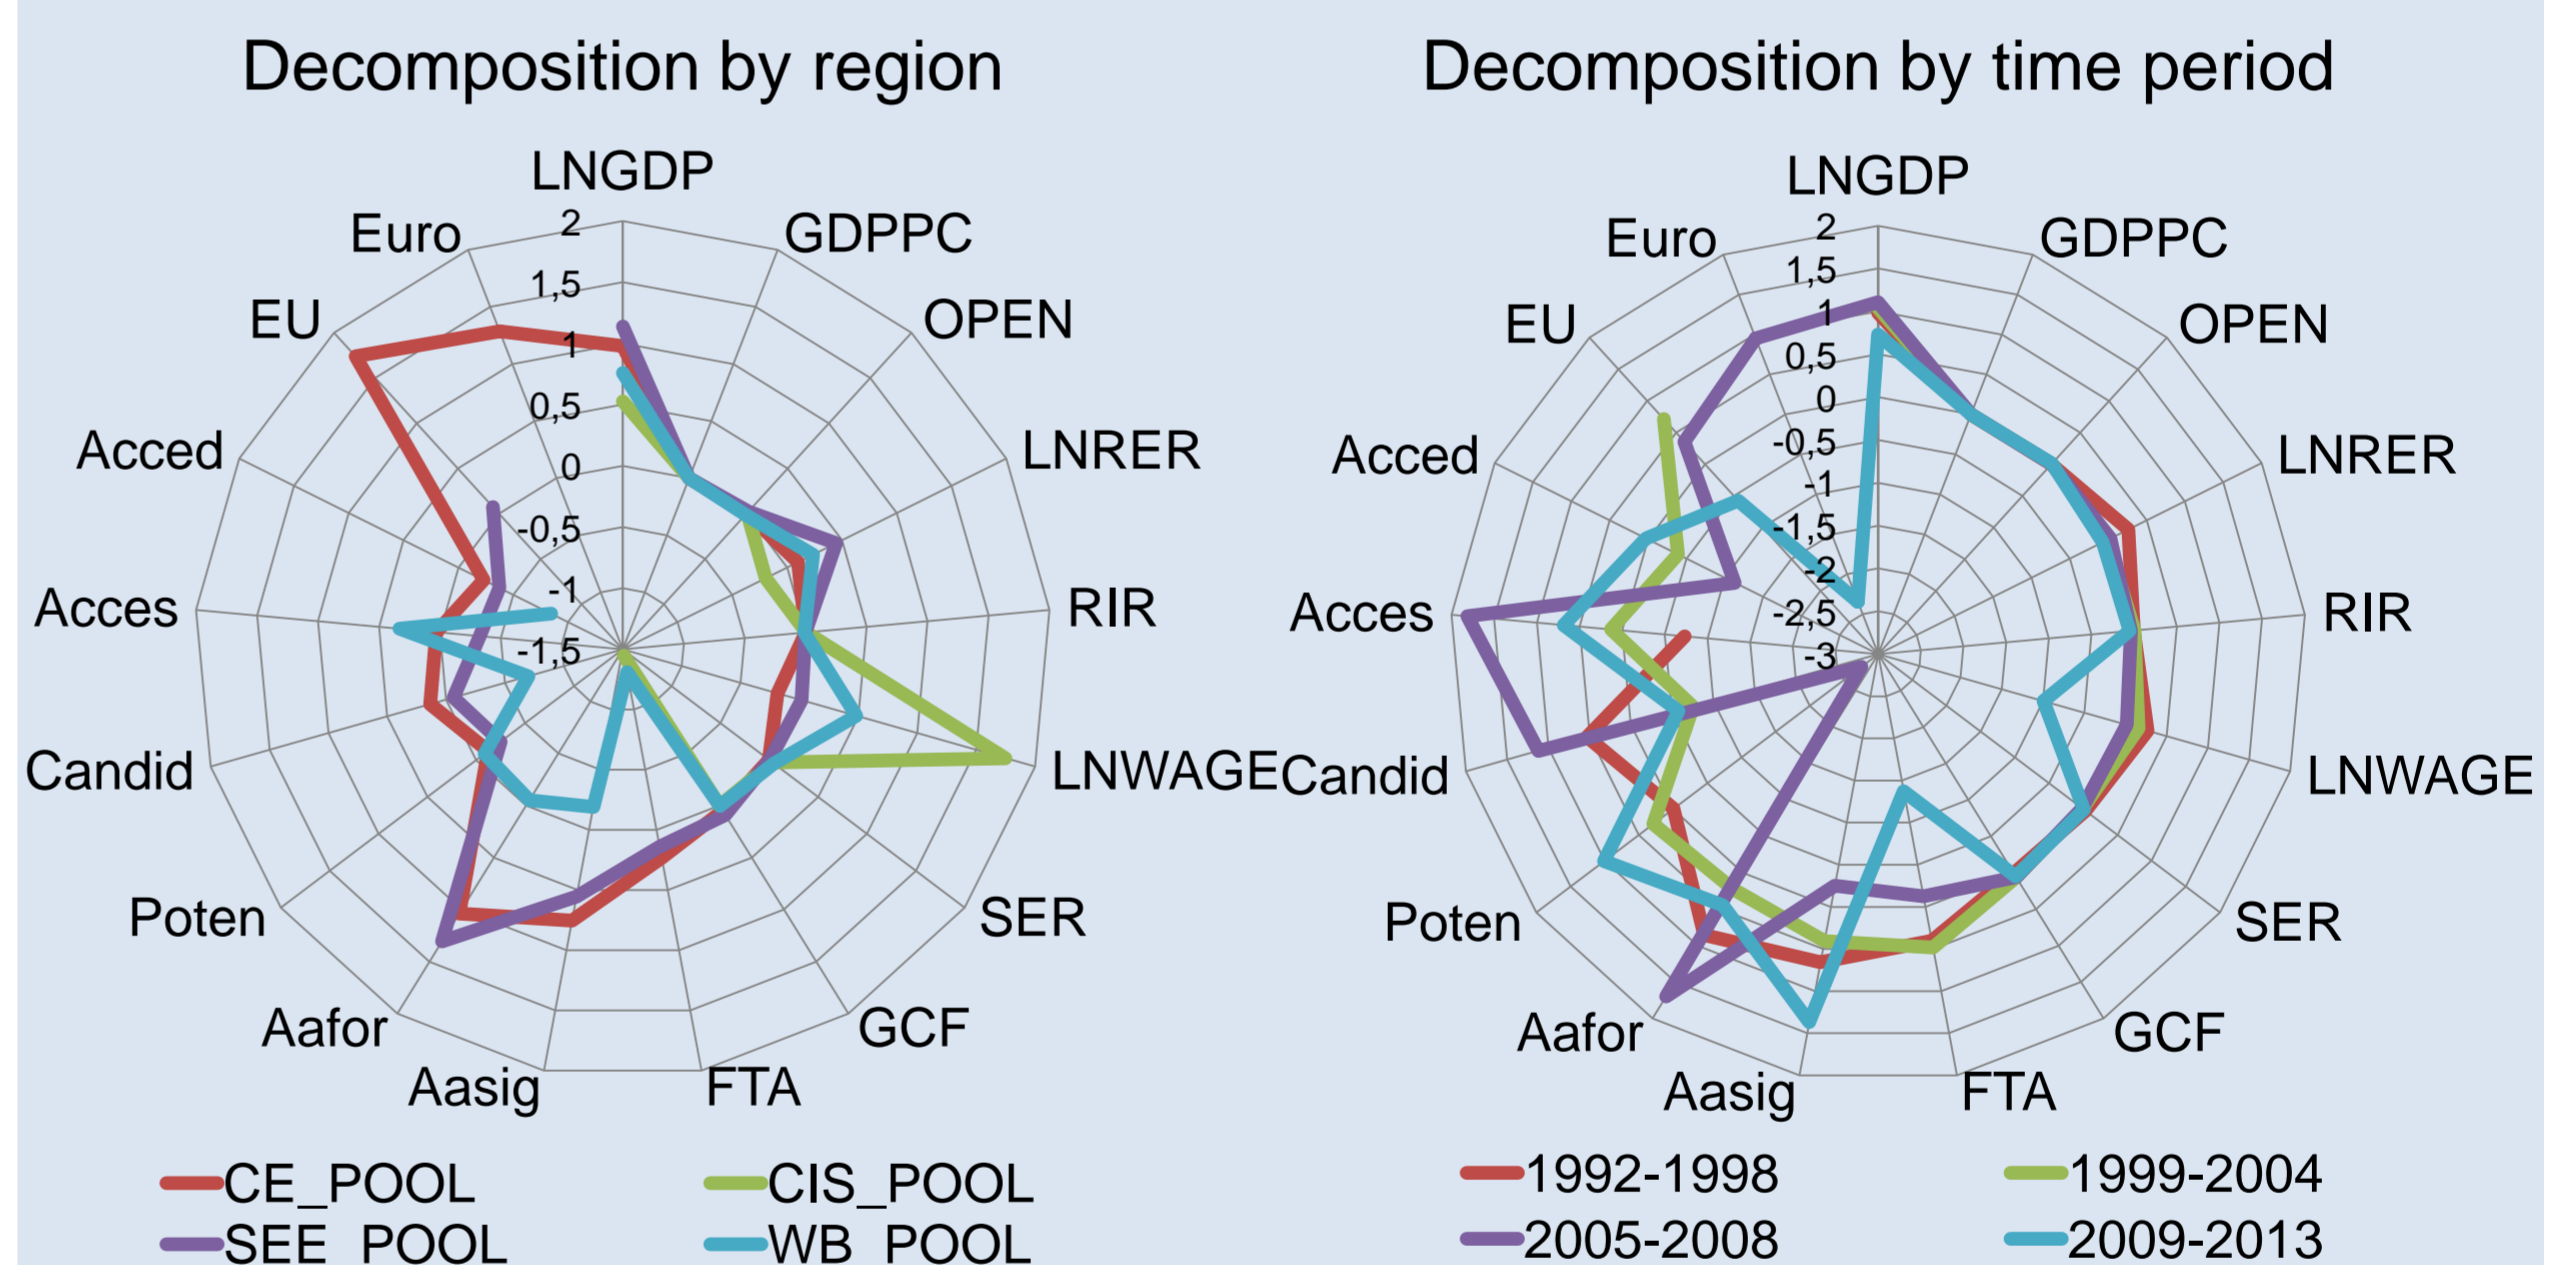 Decomposition by region
LNGDP
GDPPC
OPEN
LNRER
RIR
LNWAGE
SER
GCF
FTA
Aasig
Aafor
Poten
Candid
Acces
Acced
EU
Euro
2
1,5
1
0,5
0
-0,5
-1
-1,5
CE_POOL
CIS_POOL
SEE_POOL
WB_POOL
Decomposition by time period
LNGDP
GDPPC
OPEN
LNRER
RIR
LNWAGE
SER
GCF
FTA
Aasig
Aafor
Poten
Candid
Acces
Acced
EU
Euro
2
1,5
1
0,5
0
-0,5
-1
-1,5
-2
-2,5
-3
1992-1998
1999-2004
2005-2008
2009-2013